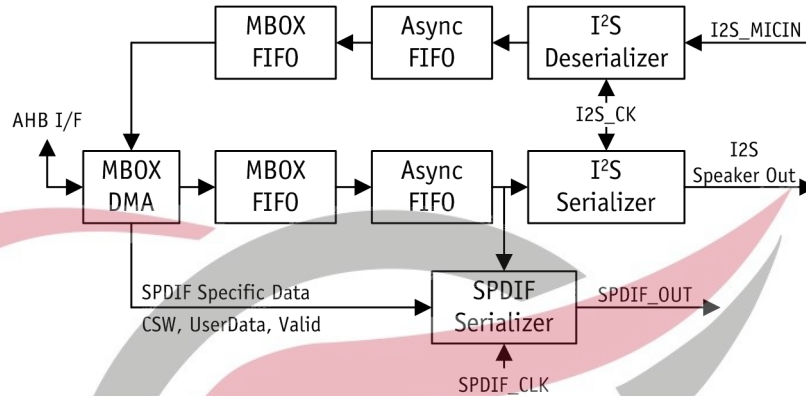 MBOX
FIFO
Async
FIFO
I²S
Deserializer
I2S_MICIN
I2S_CK
AHB I/F
MBOX
DMA
MBOX
FIFO
Async
FIFO
I²S
Serializer
I2S
Speaker Out
SPDIF Specific Data
CSW, UserData, Valid
SPDIF
Serializer
SPDIF_OUT
SPDIF_CLK